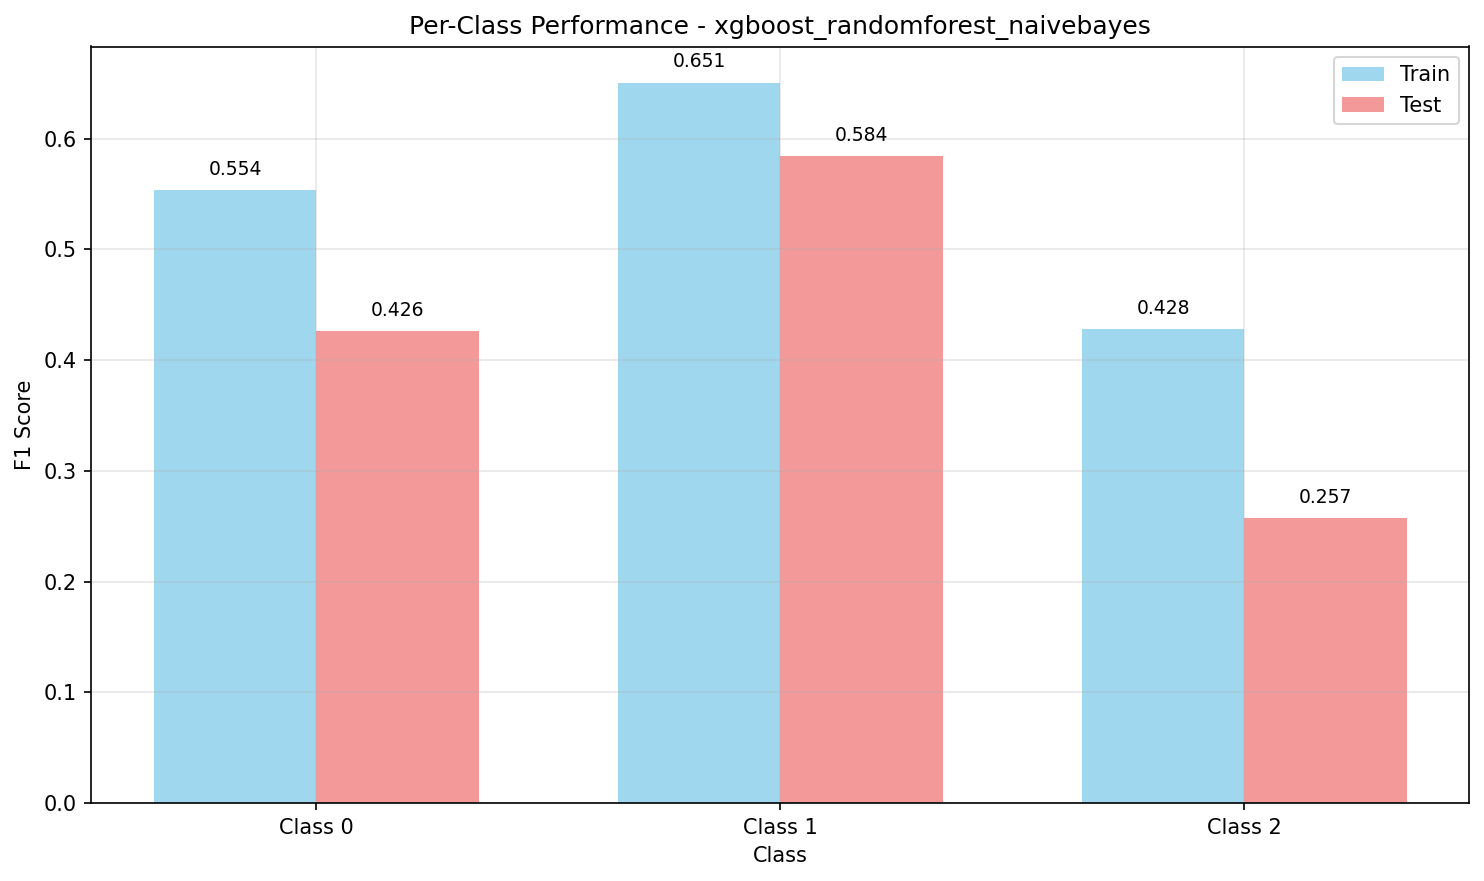 Per-Class Performance - xgboost_randomforest_naivebayes
Train
Test
0.651
0.584
0.554
0.426
0.428
0.257
F1 Score
0.6
0.5
0.4
0.3
0.2
0.1
0.0
Class 0
Class 1
Class 2
Class